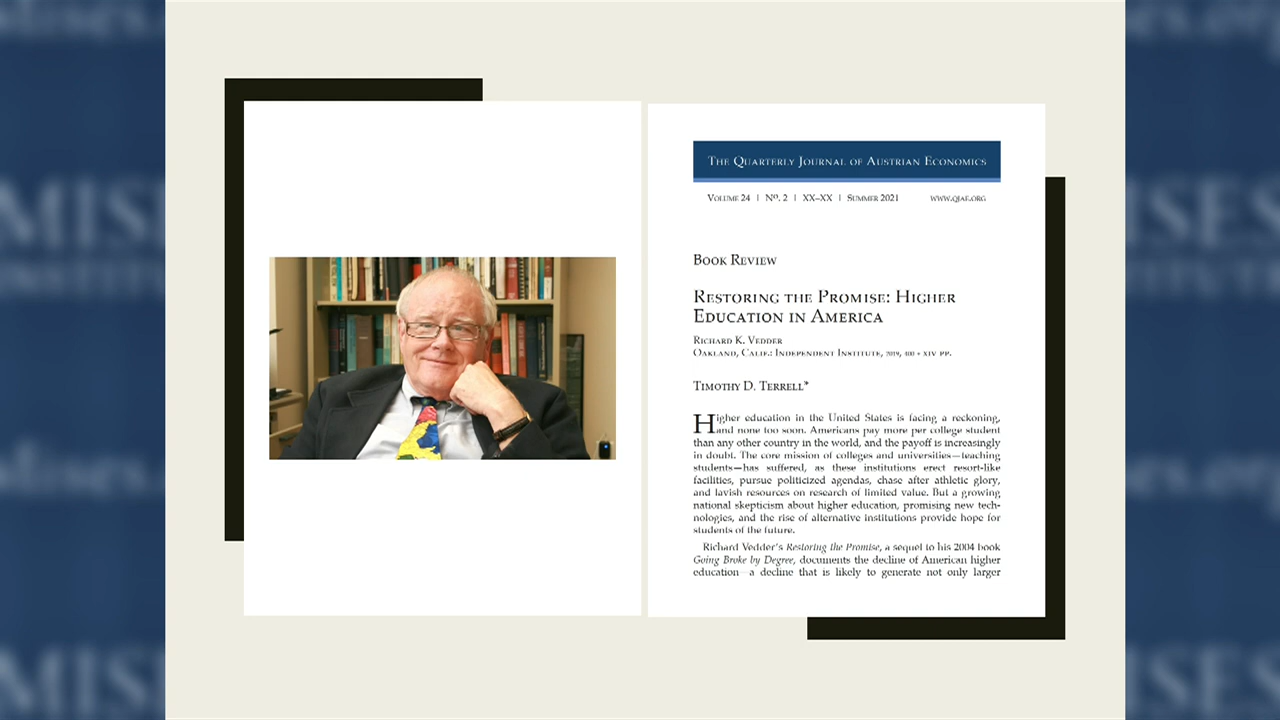 THE QUARTERLY JOURNAL OF AUSTRIAN ECONOMICS
VOLUME 24 | NO. 2 | XX–XX | SUMMER 2021 WWW.QJAE.ORG
BOOK REVIEW
RESTORING THE PROMISE: HIGHER
EDUCATION IN AMERICA
RICHARD K. VEDDER
OAKLAND, CALIF.: INDEPENDENT INSTITUTE, 2019, 400 + XIV PP.
TIMOTHY D. TERRELL*
Higher education in the United States is facing a reckoning,
and none too soon. Americans pay more per college student
than any other country in the world, and the payoff is increasingly
in doubt. The core mission of colleges and universities—teaching
students—has suffered, as these institutions erect resort-like
facilities, pursue politicized agendas, chase after athletic glory,
and lavish resources on research of limited value. But a growing
national skepticism about higher education, promising new tech-
nologies, and the rise of alternative institutions provide hope for
students of the future.
Richard Vedder's Restoring the Promise, a sequel to his 2004 book
Going Broke by Degree, documents the decline of American higher
education—a decline that is likely to generate not only larger